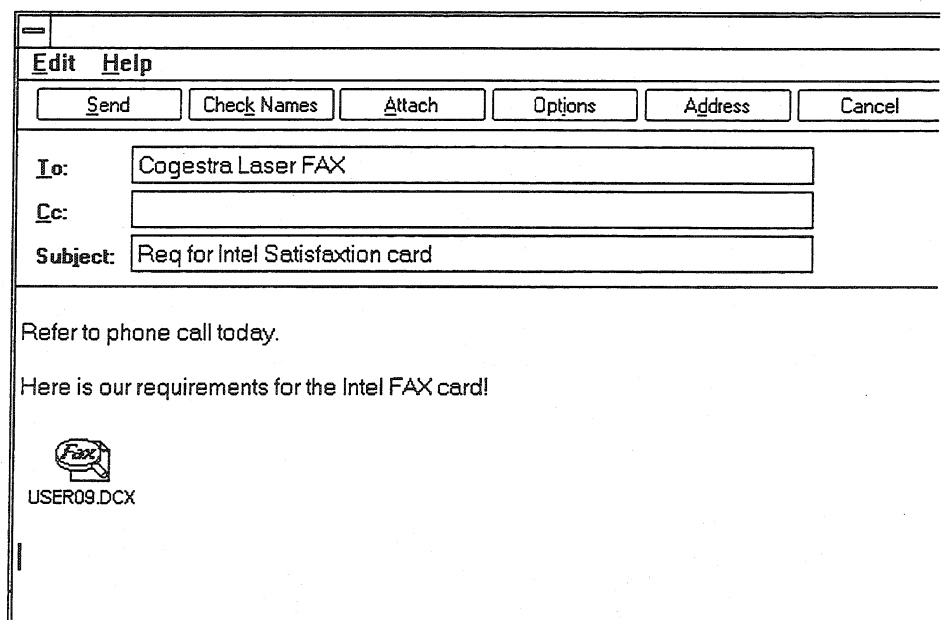 Edit Help
Send Check Names Attach Options Address Cancel
To: Cogestra Laser FAX
Cc:
Subject: Req for Intel Satisfaxtion card
Refer to phone call today.
Here is our requirements for the Intel FAX card!
Fax
USER09.DCX